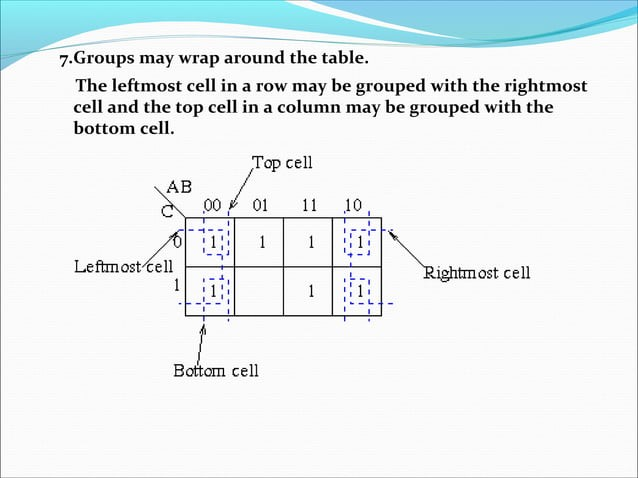 7.Groups may wrap around the table.
The leftmost cell in a row may be grouped with the rightmost
cell and the top cell in a column may be grouped with the
bottom cell.
Top cell
AB
C 00 01 11 10
0 1 1 1 1
Leftmost cell
Rightmost cell
1 1 1 1
Bottom cell